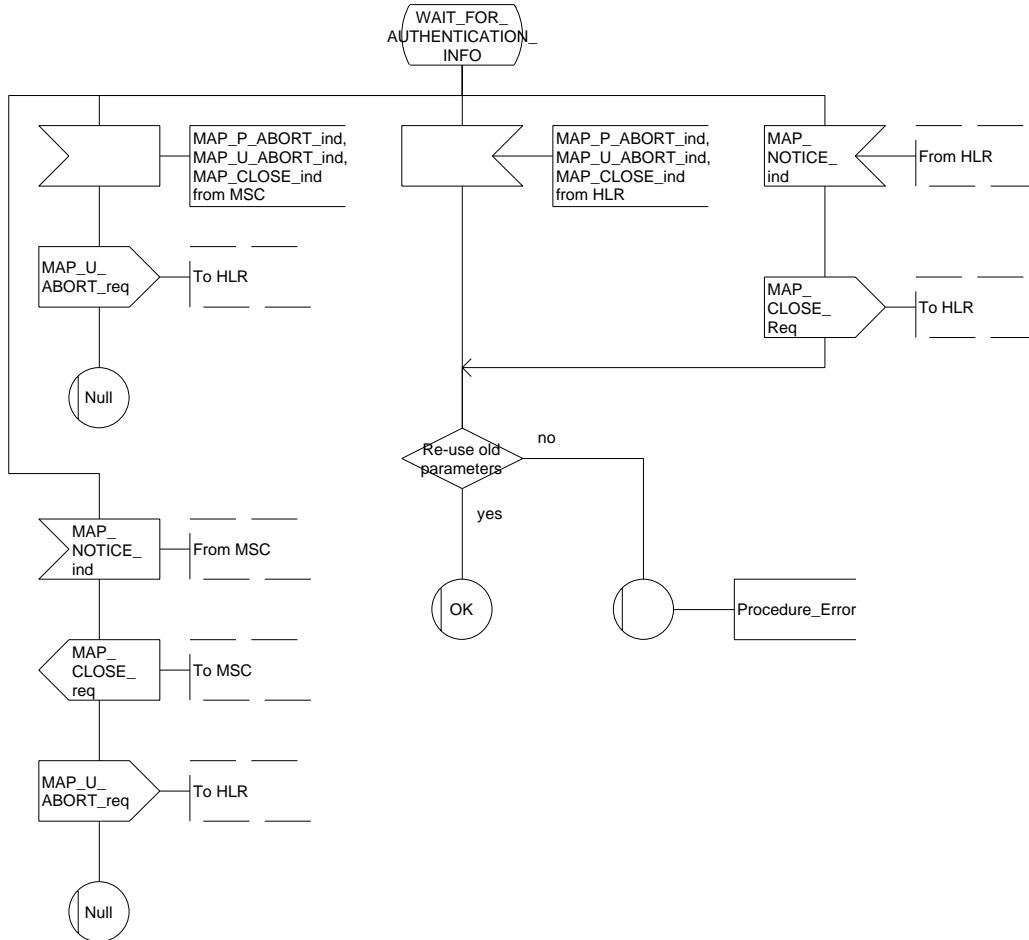 WAIT_FOR_
AUTHENTICATION_
INFO
MAP_P_ABORT_ind,
MAP_U_ABORT_ind,
MAP_CLOSE_ind
from MSC
MAP_P_ABORT_ind,
MAP_U_ABORT_ind,
MAP_CLOSE_ind
from HLR
MAP_
NOTICE_
ind
From HLR
MAP_U_
ABORT_req
To HLR
MAP_
CLOSE_
Req
To HLR
Null
Re-use old
parameters
no
yes
MAP_
NOTICE_
ind
From MSC
OK
Procedure_Error
MAP_
CLOSE_
req
To MSC
MAP_U_
ABORT_req
To HLR
Null